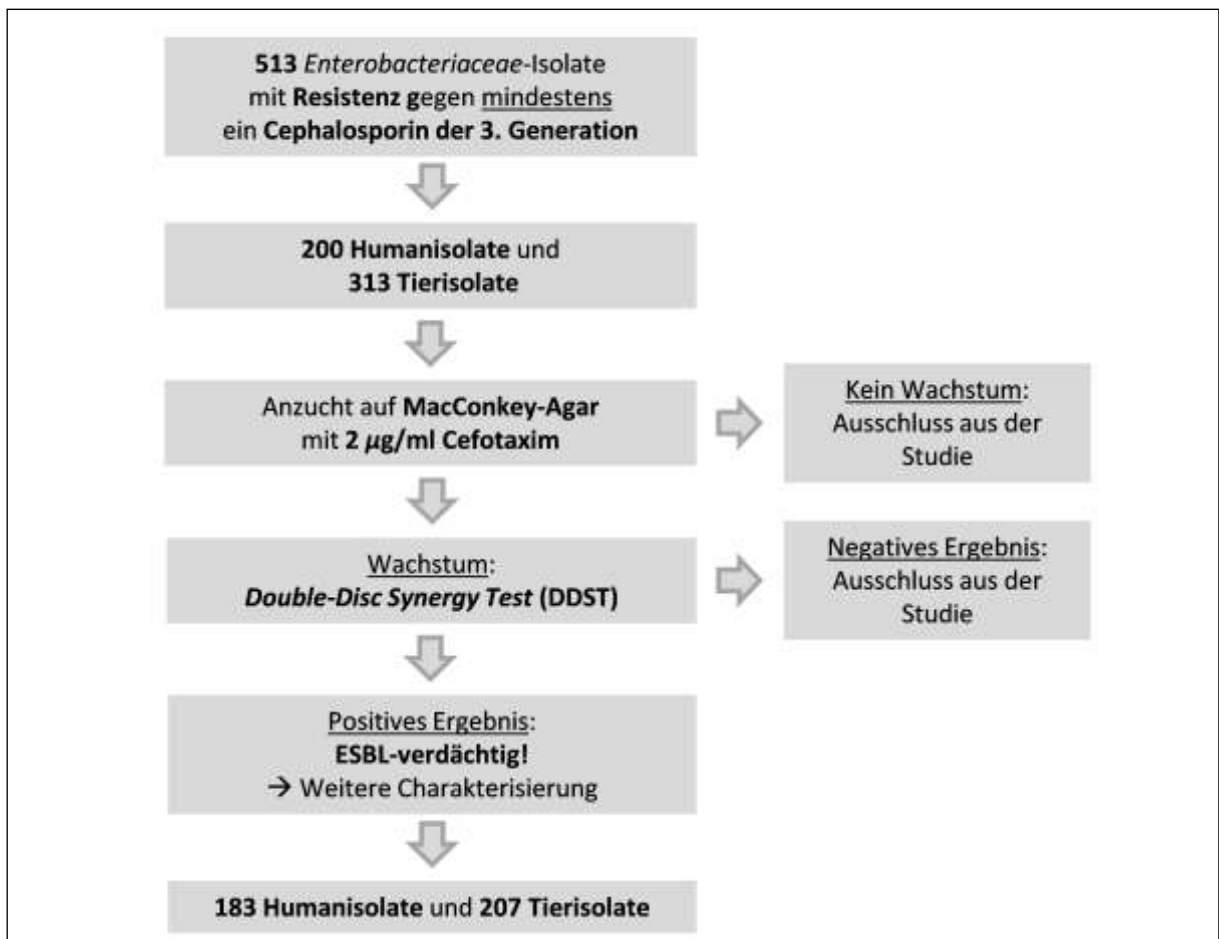 513 Enterobacteriaceae-Isolate
mit Resistenz gegen mindestens
ein Cephalosporin der 3. Generation
200 Humanisolate und
313 Tierisolate
Anzucht auf MacConkey-Agar
mit 2 µg/ml Cefotaxim
Kein Wachstum:
Ausschluss aus der
Studie
Wachstum:
Double-Disc Synergy Test (DDST)
Negatives Ergebnis:
Ausschluss aus der
Studie
Positives Ergebnis:
ESBL-verdächtig!
→ Weitere Charakterisierung
183 Humanisolate und 207 Tierisolate